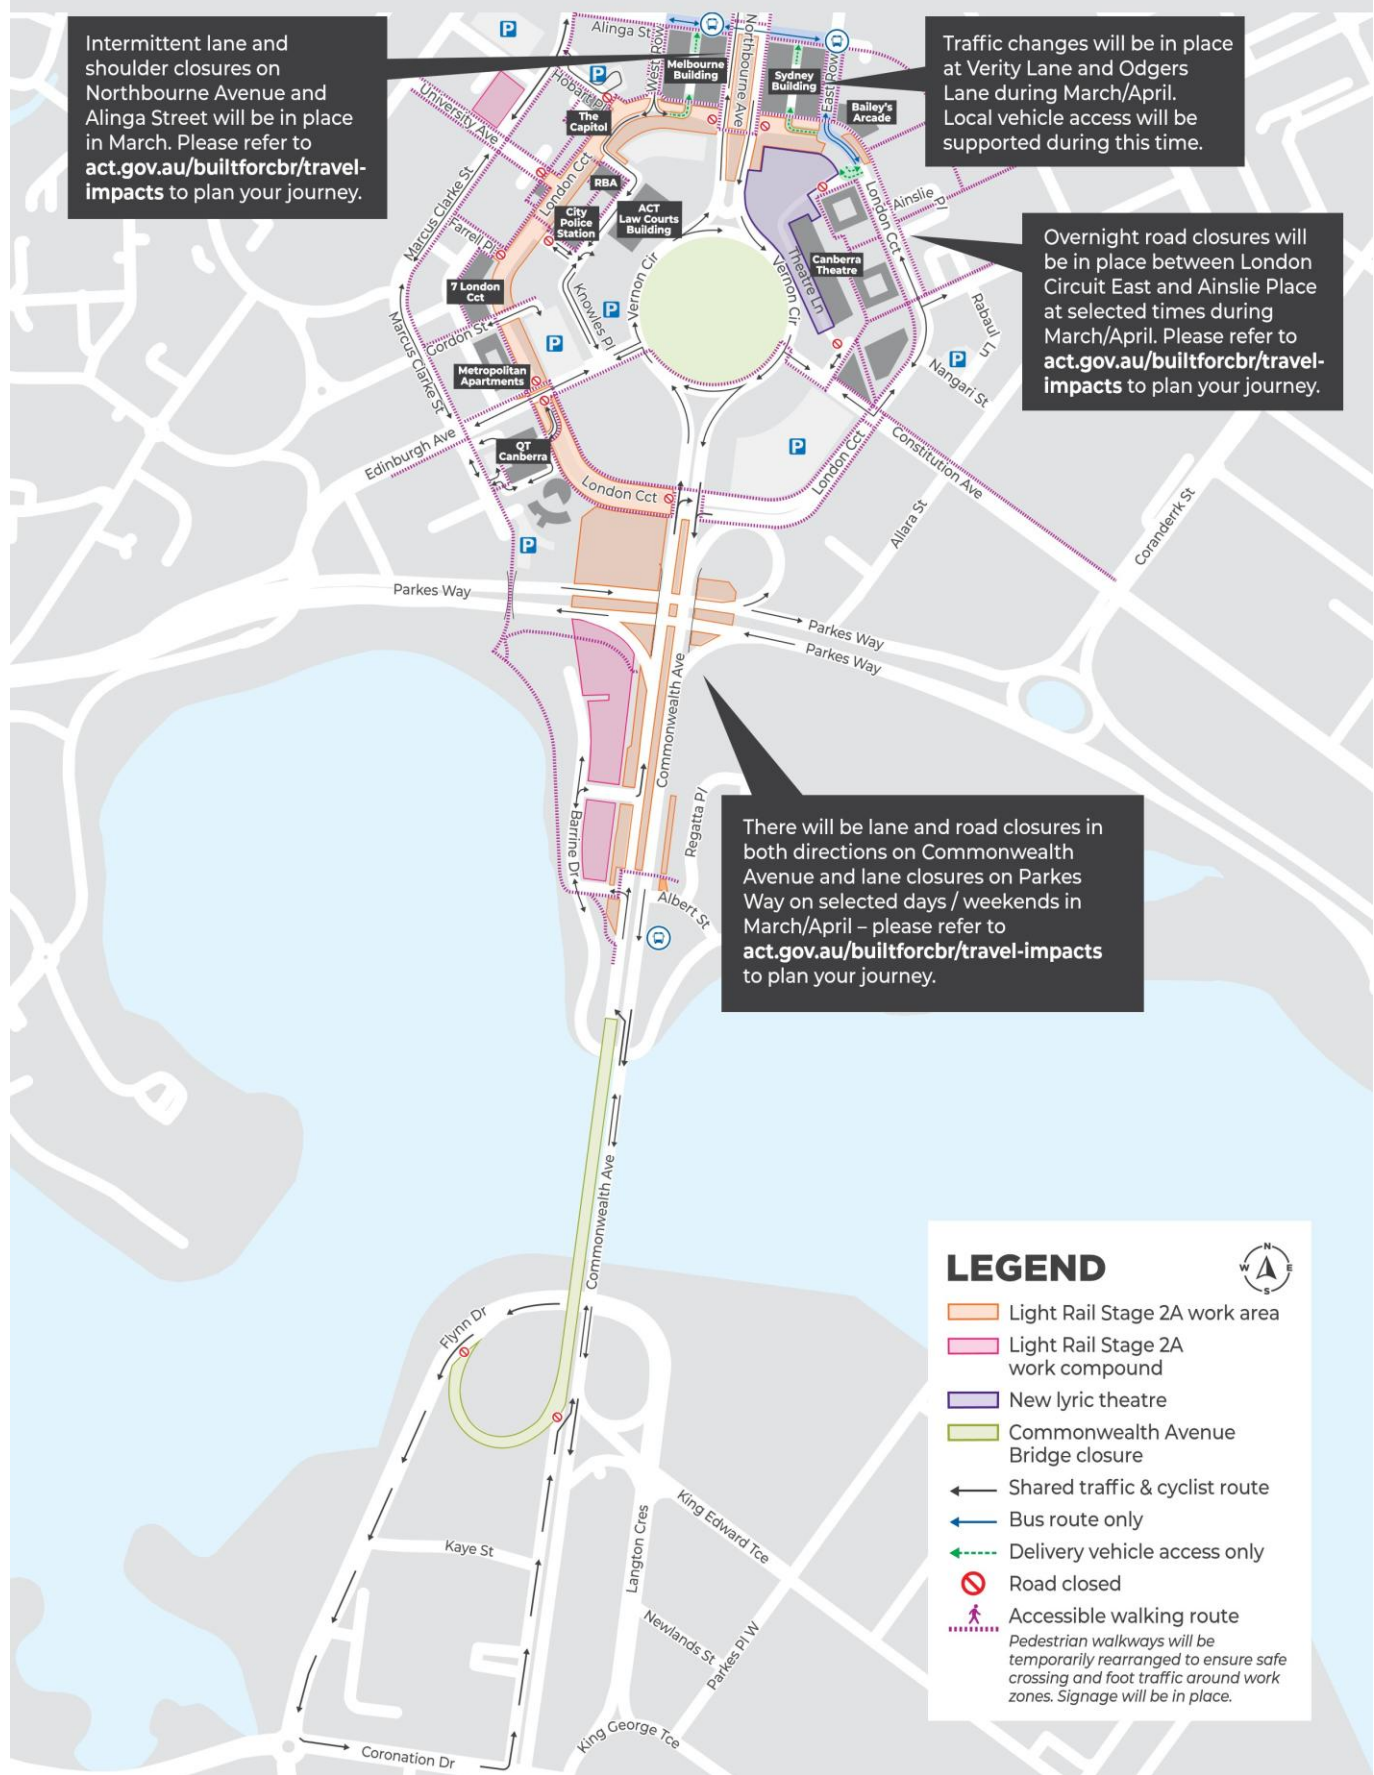 Intermittent lane and
shoulder closures on
Northbourne Avenue and
Alinga Street will be in place
in March. Please refer to
act.gov.au/builtforcbr/travel-
impacts to plan your journey.
Traffic changes will be in place
at Verity Lane and Odgers
Lane during March/April.
Local vehicle access will be
supported during this time.
Overnight road closures will
be in place between London
Circuit East and Ainslie Place
at selected times during
March/April. Please refer to
act.gov.au/builtforcbr/travel-
impacts to plan your journey.
P
Alinga St
West Row
Northbourne Ave
East Row
Melbourne
Building
Sydney
Building
Bailey's
Arcade
P
Hobart Pl
The
Capitol
University Ave
London Cct
RBA
City
Police
Station
ACT
Law Courts
Building
London Cct
Ainslie Pl
Marcus Clarke St
Farrell Pl
Vernon Cir
Vernon Cir
Theatre Ln
Canberra
Theatre
7 London
Cct
Knowles Pl
P
P
Gordon St
Marcus Clarke St
Metropolitan
Apartments
Rabaul Ln
P
Nangari St
Edinburgh Ave
QT
Canberra
P
London Cct
Constitution Ave
London Cct
Allara St
Coranderrk St
P
Parkes Way
Parkes Way
Parkes Way
Commonwealth Ave
Barrine Dr
Regatta Pl
Albert St
There will be lane and road closures in
both directions on Commonwealth
Avenue and lane closures on Parkes
Way on selected days / weekends in
March/April – please refer to
act.gov.au/builtforcbr/travel-impacts
to plan your journey.
Commonwealth Ave
Flynn Dr
Kaye St
Langton Cres
King Edward Tce
Newlands St
Parkes Pl W
King George Tce
Coronation Dr
LEGEND
N
W
E
S
Light Rail Stage 2A work area
Light Rail Stage 2A
work compound
New lyric theatre
Commonwealth Avenue
Bridge closure
Shared traffic & cyclist route
Bus route only
Delivery vehicle access only
Road closed
Accessible walking route
Pedestrian walkways will be
temporarily rearranged to ensure safe
crossing and foot traffic around work
zones. Signage will be in place.